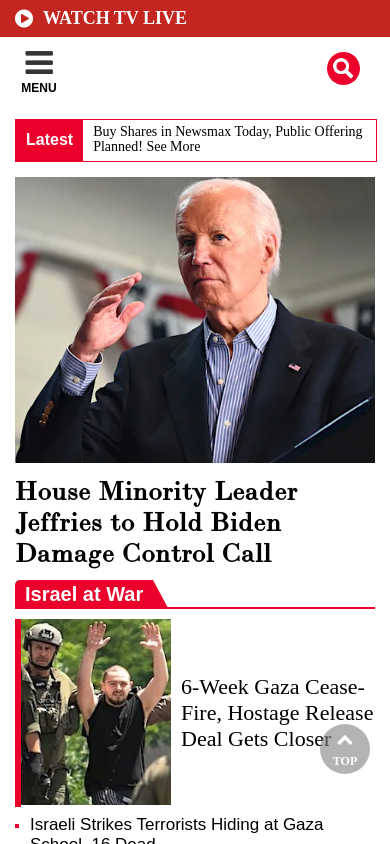 WATCH TV LIVE
MENU
Latest
Buy Shares in Newsmax Today, Public Offering
Planned! See More
House Minority Leader
Jeffries to Hold Biden
Damage Control Call
Israel at War
6-Week Gaza Cease-
Fire, Hostage Release
Deal Gets Closer
TOP
Israeli Strikes Terrorists Hiding at Gaza
School, 16 Dead